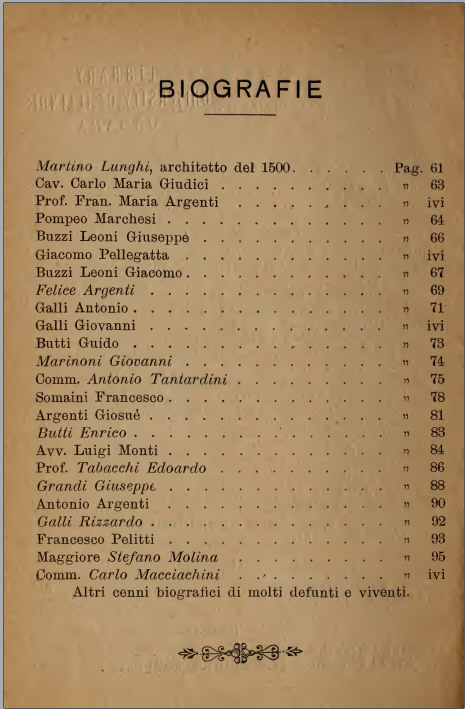 BIOGRAFIE
Martino Lunghi, architetto del 1500. . . . . . Pag. 61
Cav. Carlo Maria Giudici . . . . . . . . . . „ 63
Prof. Fran. Maria Argenti . . . . . . . . . . „ ivi
Pompeo Marchesi . . . . . . . . . . . . „ 64
Buzzi Leoni Giuseppe . . . . . . . . . . „ 66
Giacomo Pellegatta . . . . . . . . . . . „ ivi
Buzzi Leoni Giacomo . . . . . . . . . . . „ 67
Felice Argenti . . . . . . . . . . . . . „ 69
Galli Antonio . . . . . . . . . . . . . . „ 71
Galli Giovanni . . . . . . . . . . . . . „ ivi
Butti Guido . . . . . . . . . . . . . . „ 73
Marinoni Giovanni . . . . . . . . . . . . „ 74
Comm. Antonio Tantardini . . . . . . . . . „ 75
Somaini Francesco . . . . . . . . . . . . „ 78
Argenti Giosuè . . . . . . . . . . . . . „ 81
Butti Enrico . . . . . . . . . . . . . . „ 83
Avv. Luigi Monti . . . . . . . . . . . . „ 84
Prof. Tabacchi Edoardo . . . . . . . . . . „ 86
Grandi Giuseppe . . . . . . . . . . . . „ 88
Antonio Argenti . . . . . . . . . . . . „ 90
Galli Rizzardo . . . . . . . . . . . . . „ 92
Francesco Pelitti . . . . . . . . . . . . „ 93
Maggiore Stefano Molina . . . . . . . . . „ 95
Comm. Carlo Macciachini . . . . . . . . . „ ivi
Altri cenni biografici di molti defunti e viventi.